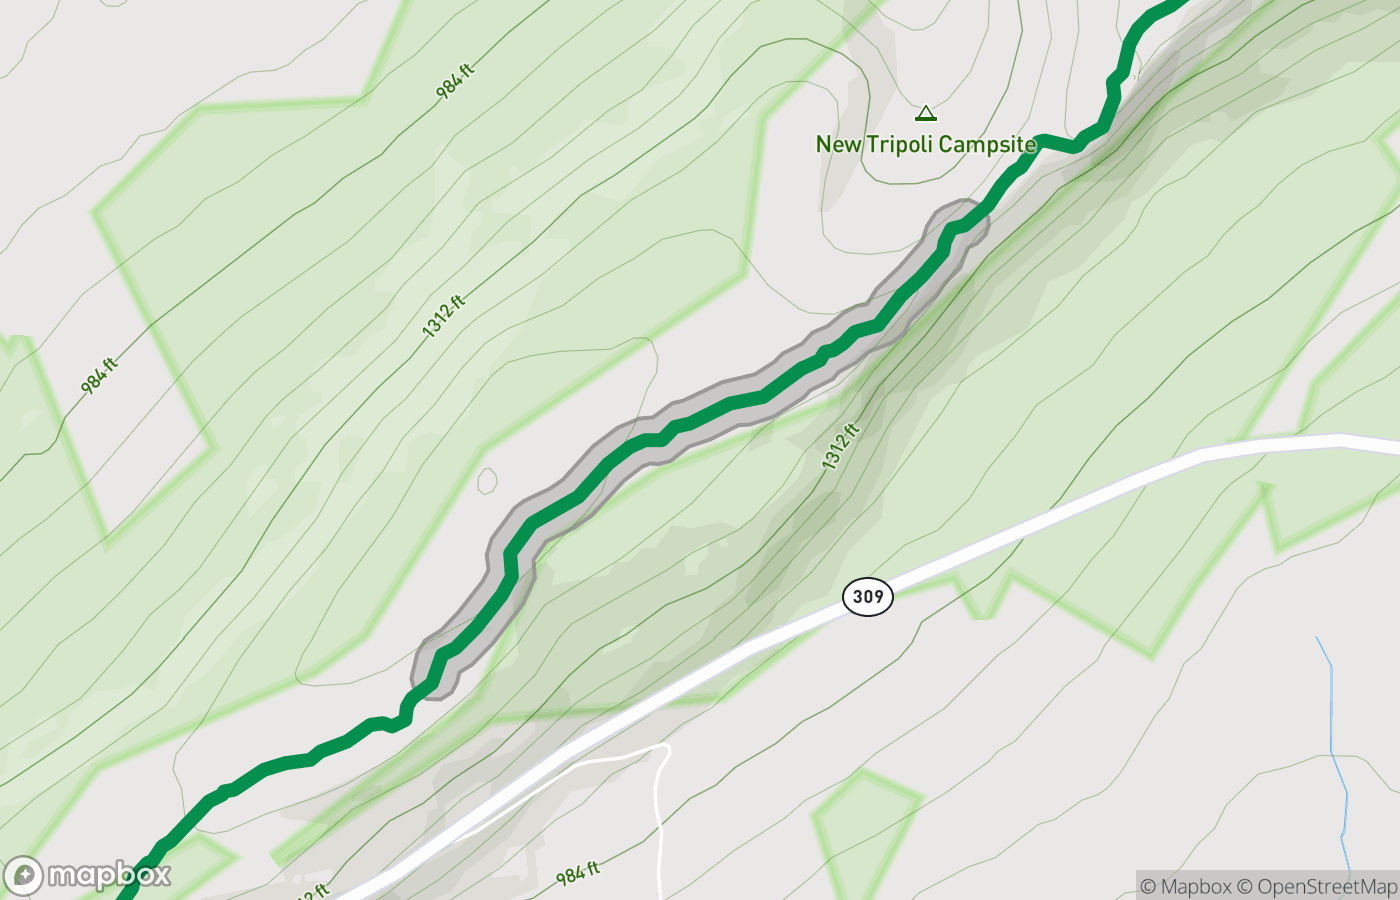 984 ft
New Tripoli Campsite
1312 ft
984 ft
1312 ft
309
984 ft
mapbox
© Mapbox © OpenStreetMap